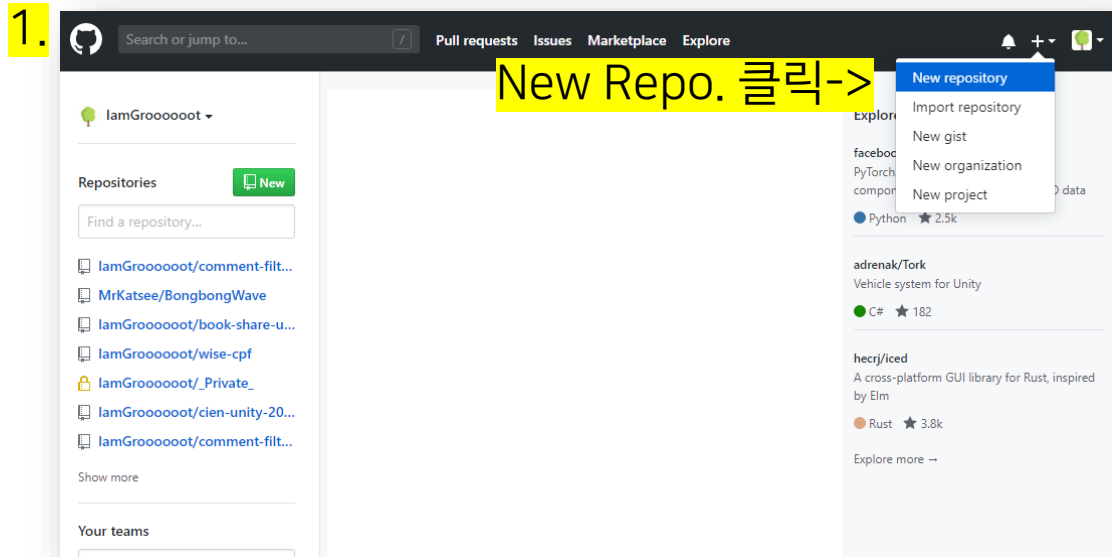 1.
Search or jump to...
/
Pull requests Issues Marketplace Explore
New Repo. 클릭->
New repository
Import repository
New gist
New organization
New project
IamGroooooot
Repositories
New
Find a repository...
IamGroooooot/comment-filt...
MrKatsee/BongbongWave
IamGroooooot/book-share-u...
IamGroooooot/wise-cpf
IamGroooooot/_Private_
IamGroooooot/cien-unity-20...
IamGroooooot/comment-filt...
Show more
Your teams
Explore
faceboo
PyTorch
compon D data
Python 2.5k
adrenak/Tork
Vehicle system for Unity
C# 182
hecrj/iced
A cross-platform GUI library for Rust, inspired
by Elm
Rust 3.8k
Explore more →